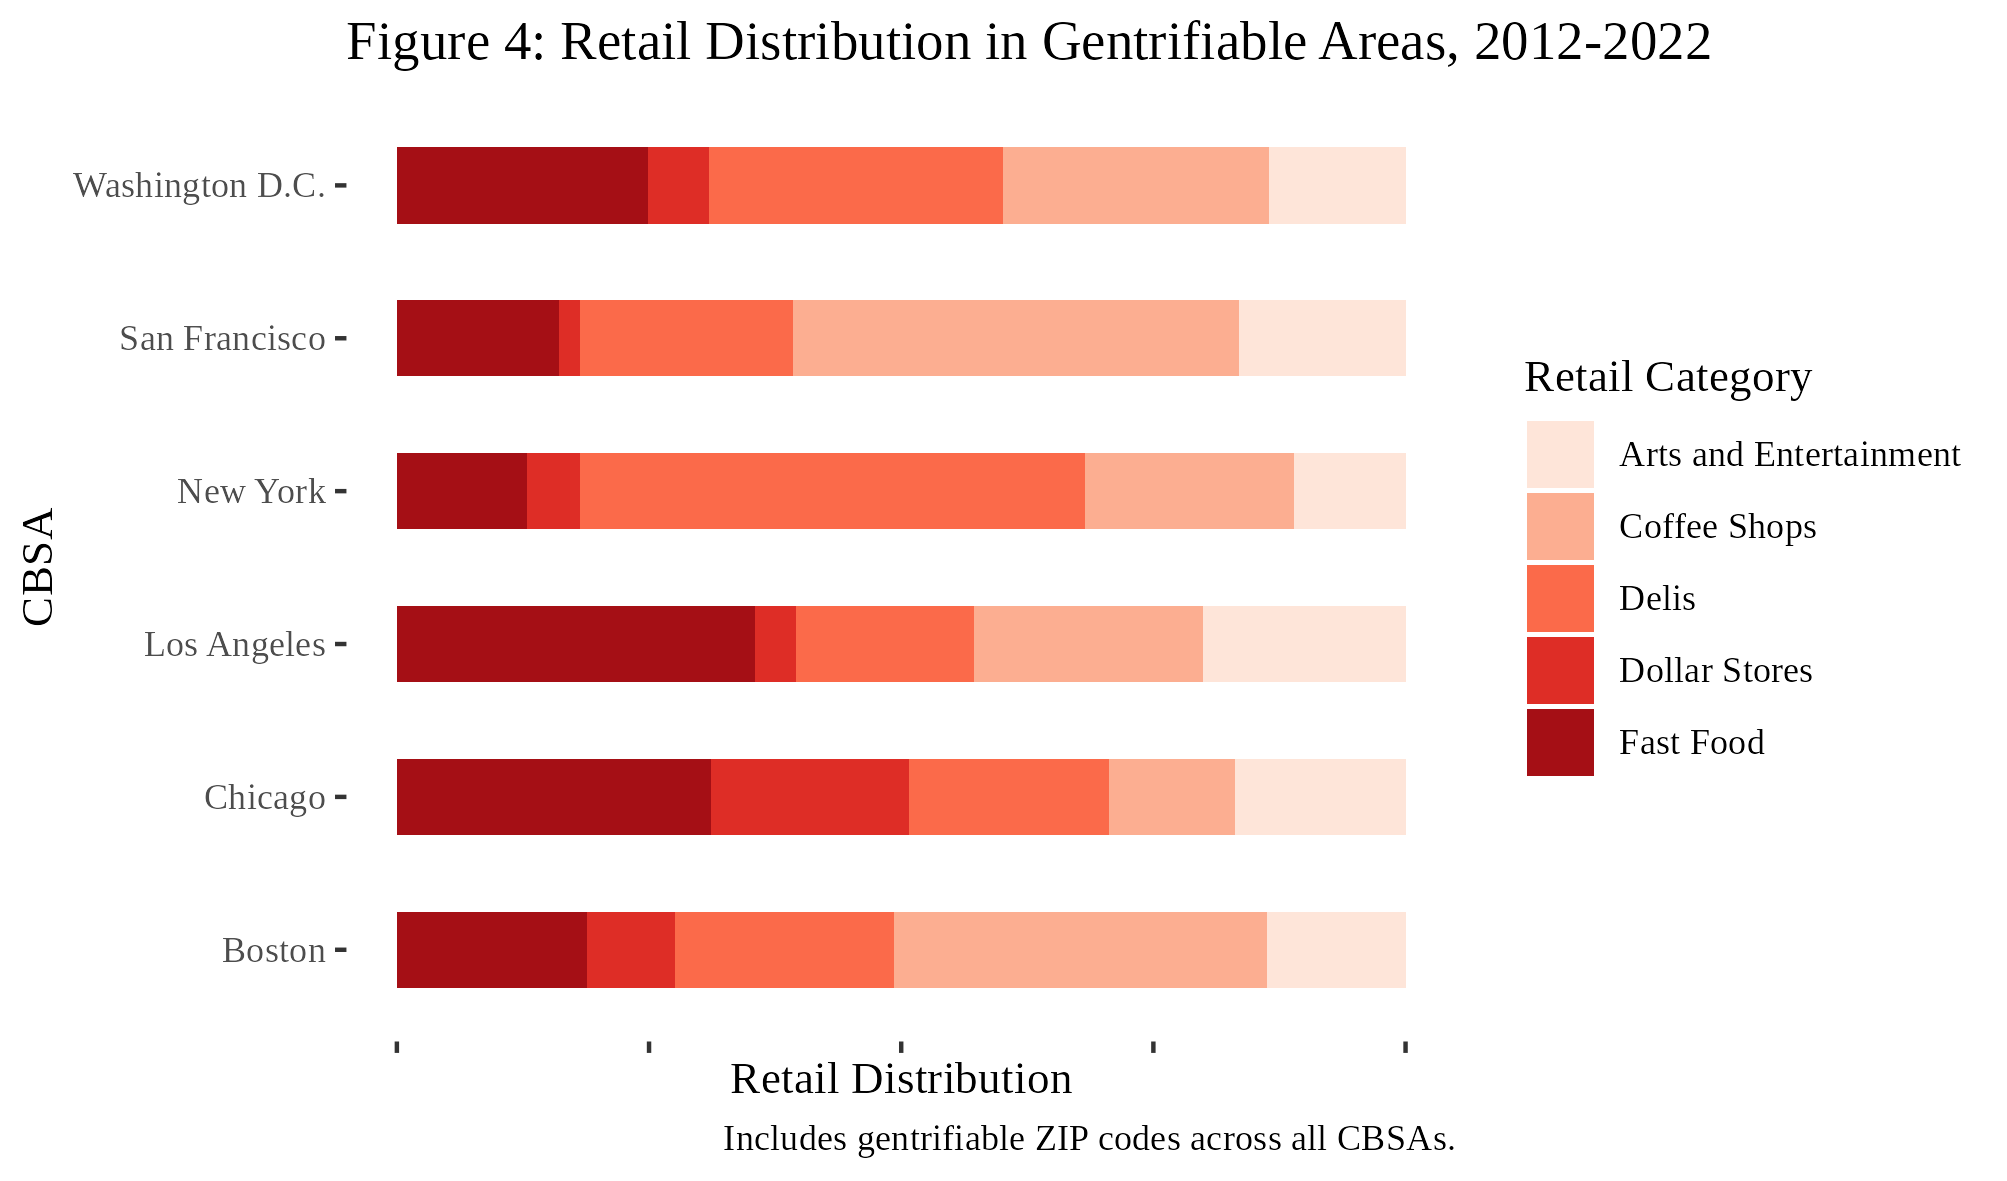 Figure 4: Retail Distribution in Gentrifiable Areas, 2012-2022
Washington D.C.
San Francisco
New York
Los Angeles
Chicago
Boston
CBSA
Retail Category
Arts and Entertainment
Coffee Shops
Delis
Dollar Stores
Fast Food
Retail Distribution
Includes gentrifiable ZIP codes across all CBSAs.